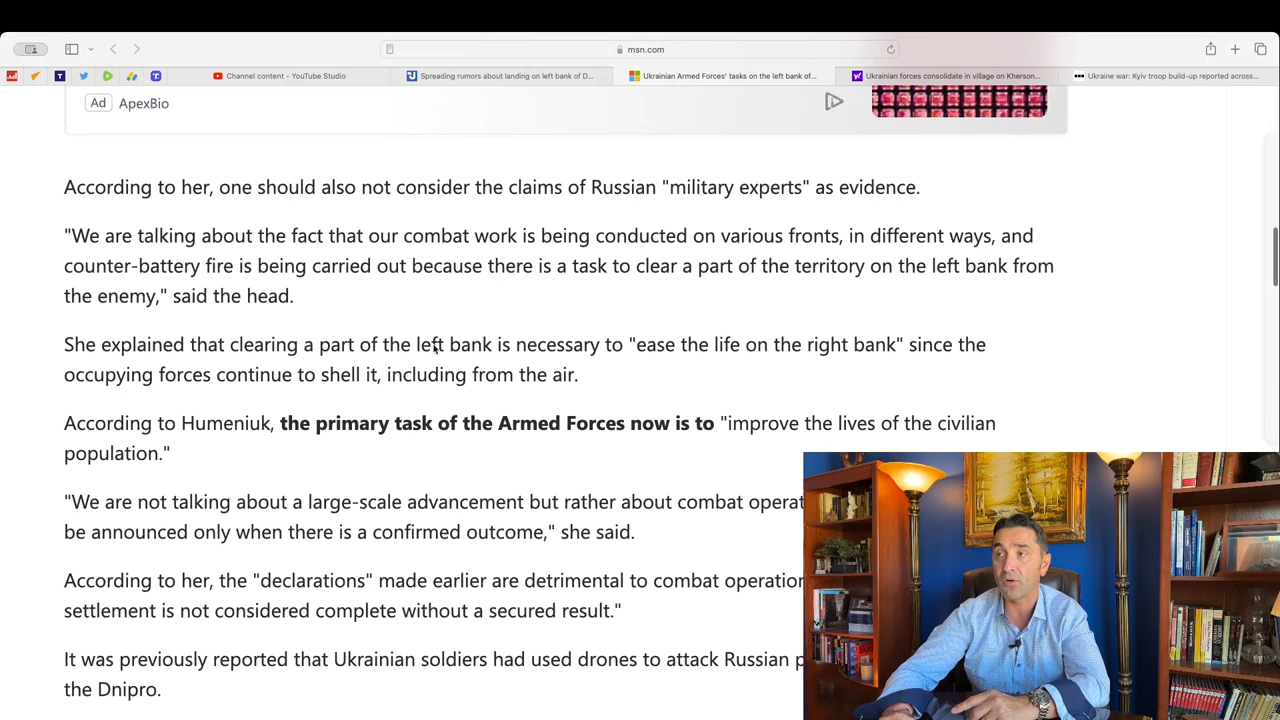 msn.com
Channel content - YouTube Studio
Spreading rumors about landing on left bank of D...
Ukrainian Armed Forces' tasks on the left bank of...
Ukrainian forces consolidate in village on Kherson...
Ukraine war: Kyiv troop build-up reported across...
Ad ApexBio
According to her, one should also not consider the claims of Russian "military experts" as evidence.
"We are talking about the fact that our combat work is being conducted on various fronts, in different ways, and
counter-battery fire is being carried out because there is a task to clear a part of the territory on the left bank from
the enemy," said the head.
She explained that clearing a part of the left bank is necessary to "ease the life on the right bank" since the
occupying forces continue to shell it, including from the air.
According to Humeniuk, the primary task of the Armed Forces now is to "improve the lives of the civilian
population."
"We are not talking about a large-scale advancement but rather about combat operat
be announced only when there is a confirmed outcome," she said.
According to her, the "declarations" made earlier are detrimental to combat operation
settlement is not considered complete without a secured result."
It was previously reported that Ukrainian soldiers had used drones to attack Russian p
the Dnipro.